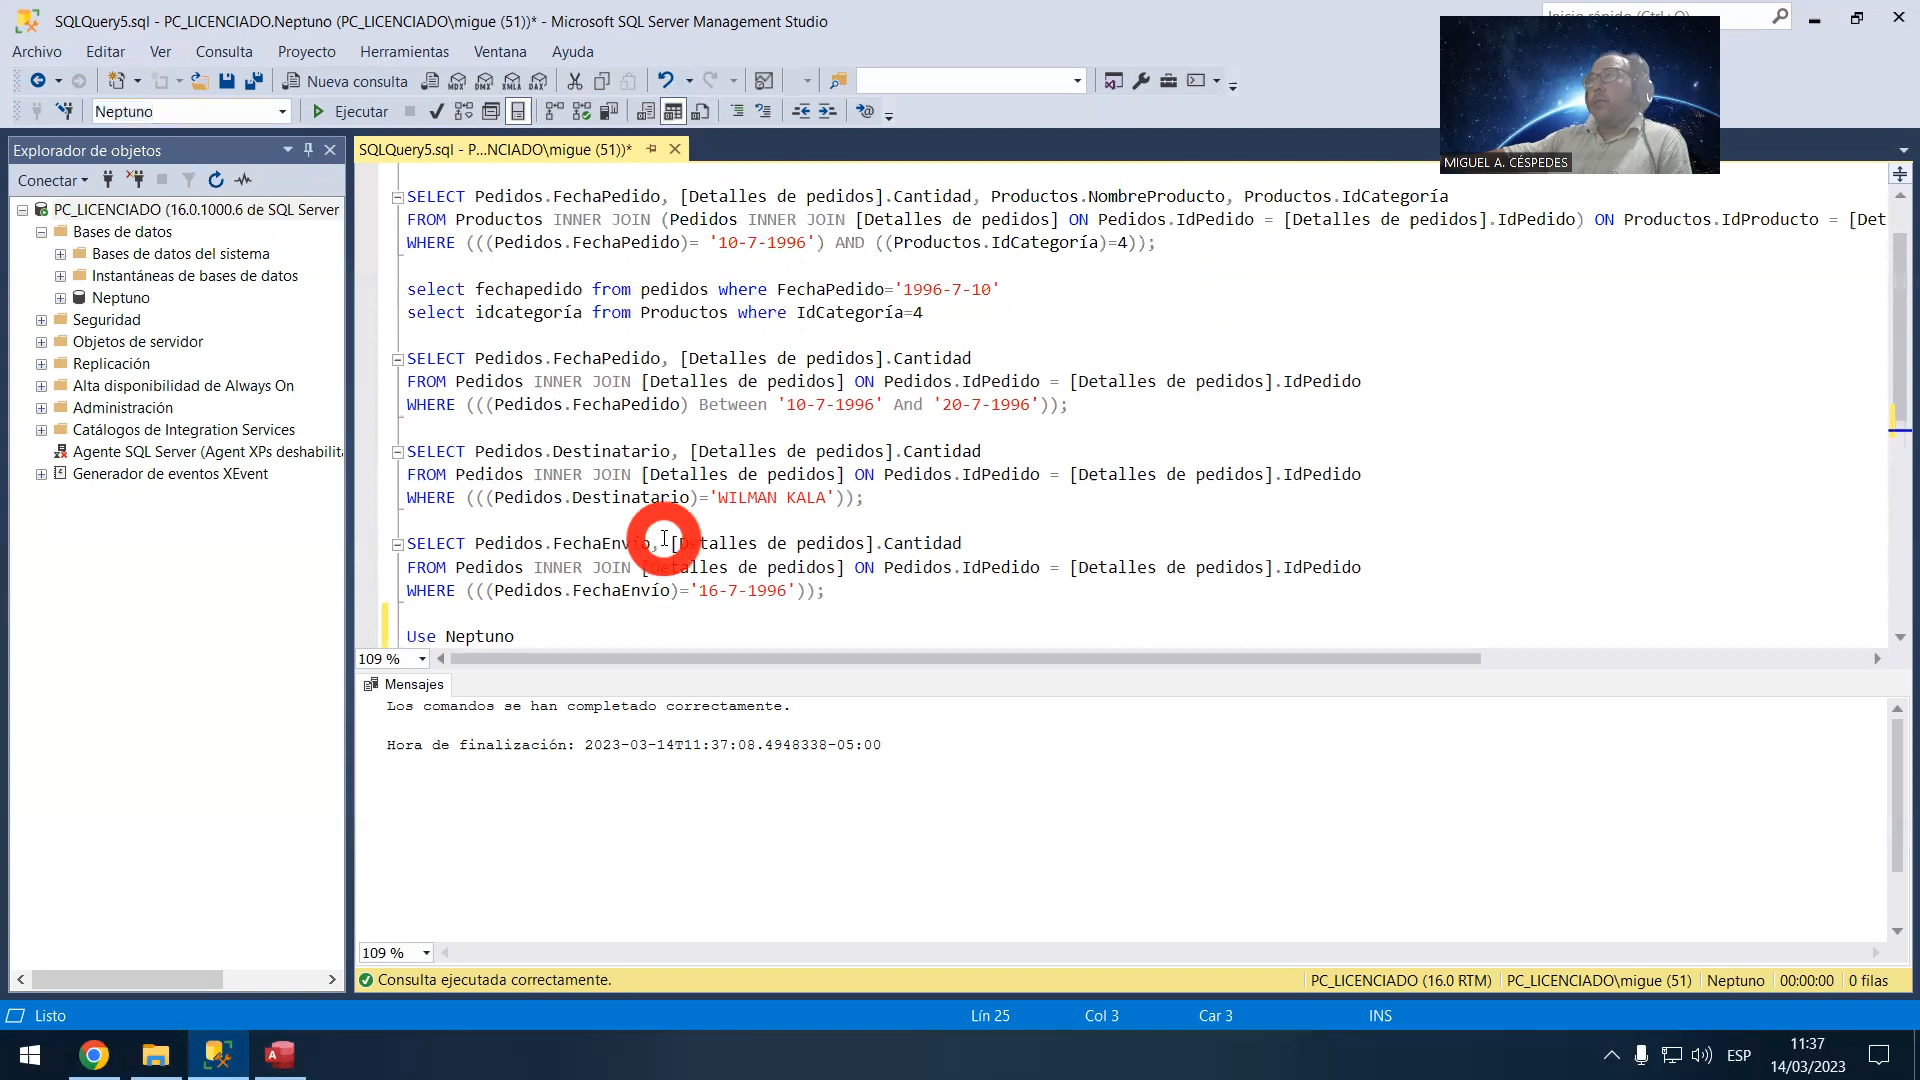 SQLQuery5.sql - PC_LICENCIADO.Neptuno (PC_LICENCIADO\migue (51))* - Microsoft SQL Server Management Studio
Archivo Editar Ver Consulta Proyecto Herramientas Ventana Ayuda
Nueva consulta
MDX DMX XMLA DAX
Neptuno
Ejecutar
MIGUEL A. CÉSPEDES
Explorador de objetos
SQLQuery5.sql - P...NCIADO\migue (51))*
Conectar
PC_LICENCIADO (16.0.1000.6 de SQL Server
Bases de datos
Bases de datos del sistema
Instantáneas de bases de datos
Neptuno
Seguridad
Objetos de servidor
Replicación
Alta disponibilidad de Always On
Administración
Catálogos de Integration Services
Agente SQL Server (Agent XPs deshabilit
Generador de eventos XEvent
SELECT Pedidos.FechaPedido, [Detalles de pedidos].Cantidad, Productos.NombreProducto, Productos.IdCategoría
FROM Productos INNER JOIN (Pedidos INNER JOIN [Detalles de pedidos] ON Pedidos.IdPedido = [Detalles de pedidos].IdPedido) ON Productos.IdProducto = [Det
WHERE (((Pedidos.FechaPedido)= '10-7-1996') AND ((Productos.IdCategoría)=4));
select fechapedido from pedidos where FechaPedido='1996-7-10'
select idcategoría from Productos where IdCategoría=4
SELECT Pedidos.FechaPedido, [Detalles de pedidos].Cantidad
FROM Pedidos INNER JOIN [Detalles de pedidos] ON Pedidos.IdPedido = [Detalles de pedidos].IdPedido
WHERE (((Pedidos.FechaPedido) Between '10-7-1996' And '20-7-1996'));
SELECT Pedidos.Destinatario, [Detalles de pedidos].Cantidad
FROM Pedidos INNER JOIN [Detalles de pedidos] ON Pedidos.IdPedido = [Detalles de pedidos].IdPedido
WHERE (((Pedidos.Destinatario)='WILMAN KALA'));
SELECT Pedidos.FechaEnvío, [Detalles de pedidos].Cantidad
FROM Pedidos INNER JOIN [Detalles de pedidos] ON Pedidos.IdPedido = [Detalles de pedidos].IdPedido
WHERE (((Pedidos.FechaEnvío)='16-7-1996'));
Use Neptuno
109 %
Mensajes
Los comandos se han completado correctamente.
Hora de finalización: 2023-03-14T11:37:08.4948338-05:00
109 %
Consulta ejecutada correctamente.
PC_LICENCIADO (16.0 RTM) PC_LICENCIADO\migue (51) Neptuno 00:00:00 0 filas
Listo
Lín 25 Col 3 Car 3 INS
ESP
11:37
14/03/2023